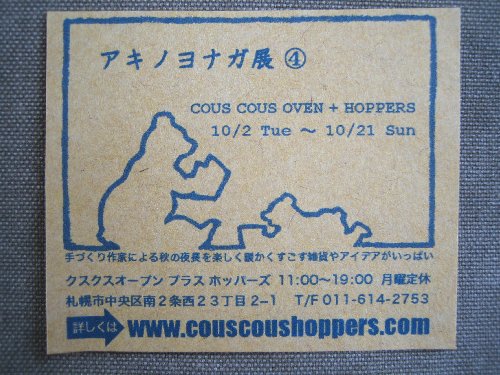 アキノヨナガ展 ④
COUS COUS OVEN + HOPPERS
10/2 Tue ～ 10/21 Sun
手づくり作家による秋の夜長を楽しく暖かくすごす雑貨やアイデアがいっぱい
クスクスオーブン プラス ホッパーズ 11:00～19:00 月曜定休
札幌市中央区南2条西23丁目2-1 T/F 011-614-2753
詳しくは www.couscoushoppers.com